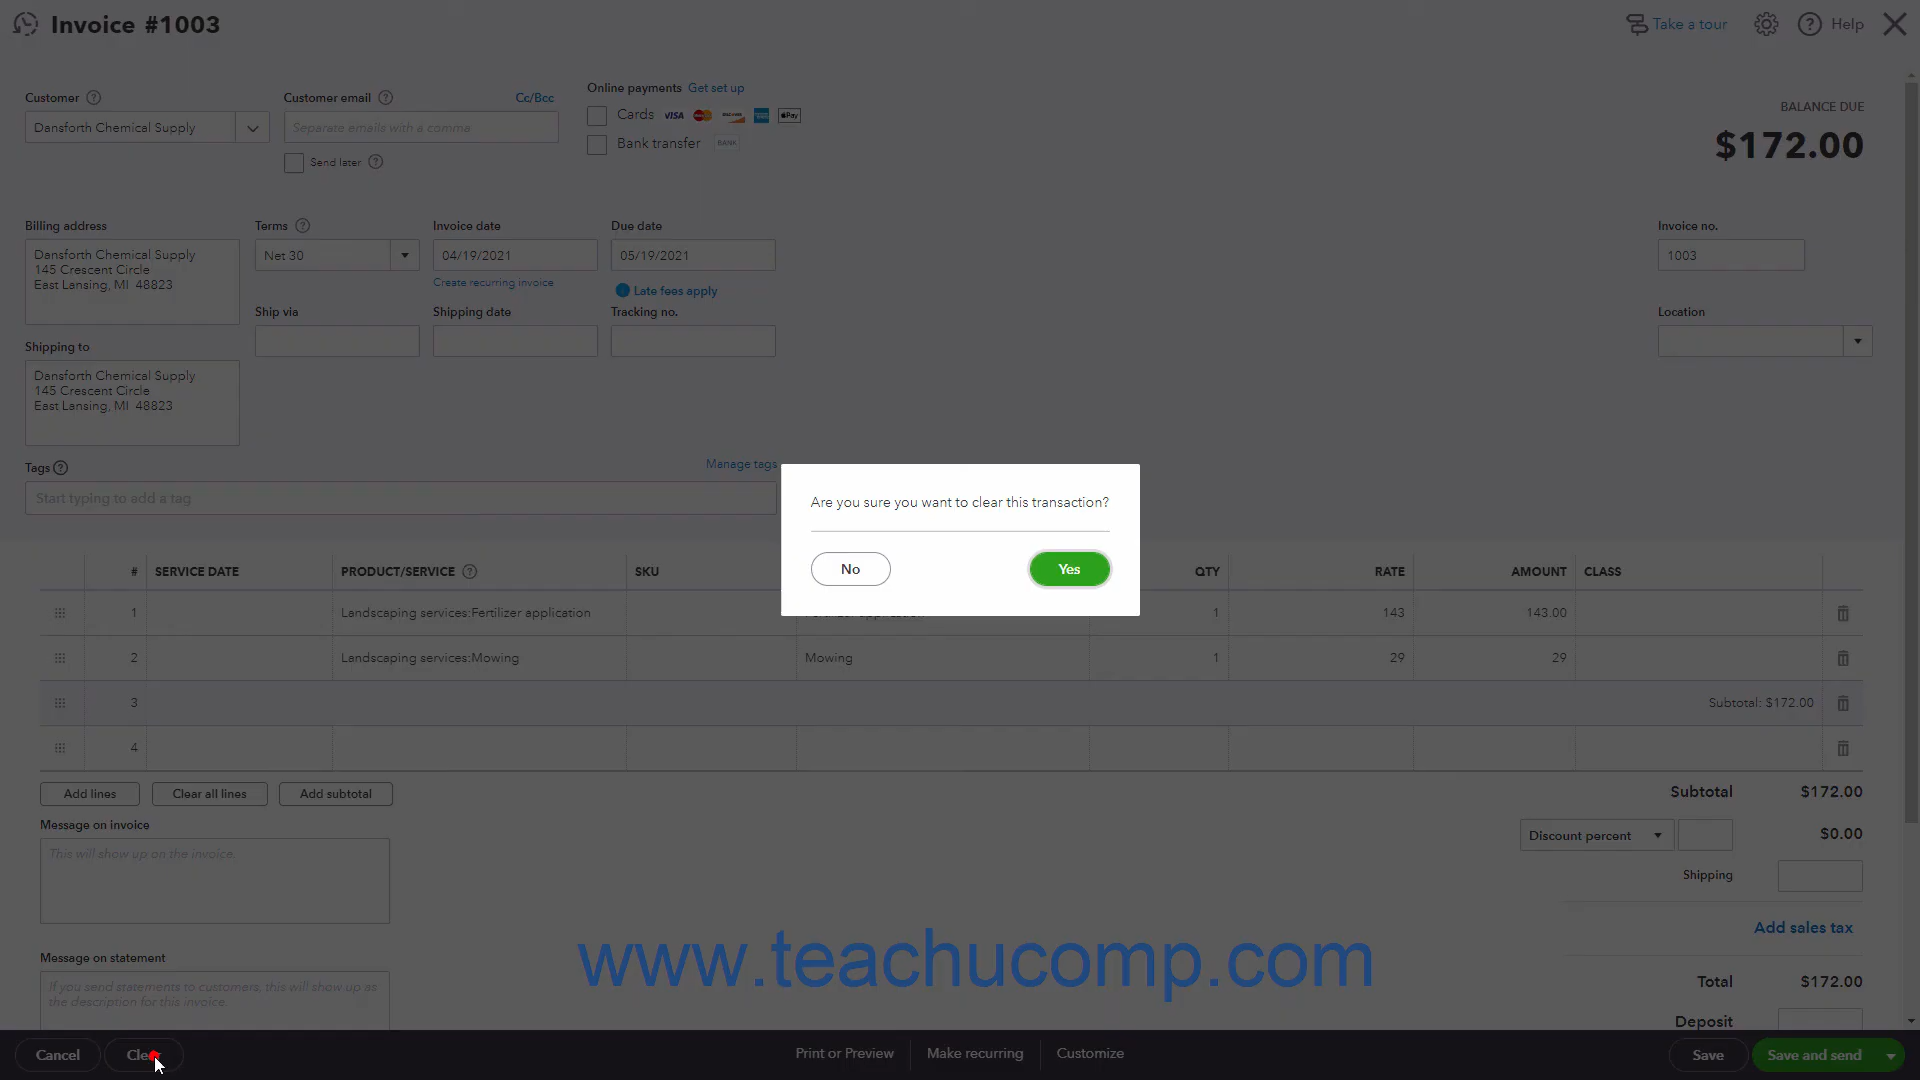 Invoice #1003
Take a tour
Help
Customer
Customer email
Cc/Bcc
Online payments Get set up
Dansforth Chemical Supply
Separate emails with a comma
Cards VISA Pay
Bank transfer BANK
Send later
BALANCE DUE
$172.00
Billing address
Dansforth Chemical Supply
145 Crescent Circle
East Lansing, MI 48823
Terms
Net 30
Invoice date
04/19/2021
Create recurring invoice
Due date
05/19/2021
Late fees apply
Invoice no.
1003
Ship via
Shipping date
Tracking no.
Location
Shipping to
Dansforth Chemical Supply
145 Crescent Circle
East Lansing, MI 48823
Tags
Manage tags
Start typing to add a tag
Are you sure you want to clear this transaction?
No
Yes
# SERVICE DATE PRODUCT/SERVICE SKU QTY RATE AMOUNT CLASS
1 Landscaping services:Fertilizer application 1 143 143.00
2 Landscaping services:Mowing Mowing 1 29 29
3 Subtotal: $172.00
4
Add lines
Clear all lines
Add subtotal
Subtotal $172.00
Message on invoice
This will show up on the invoice.
Discount percent $0.00
Shipping
Add sales tax
Message on statement
If you send statements to customers, this will show up as
the description for this invoice.
Total $172.00
Deposit
www.teachucomp.com
Cancel
Print or Preview
Make recurring
Customize
Save
Save and send